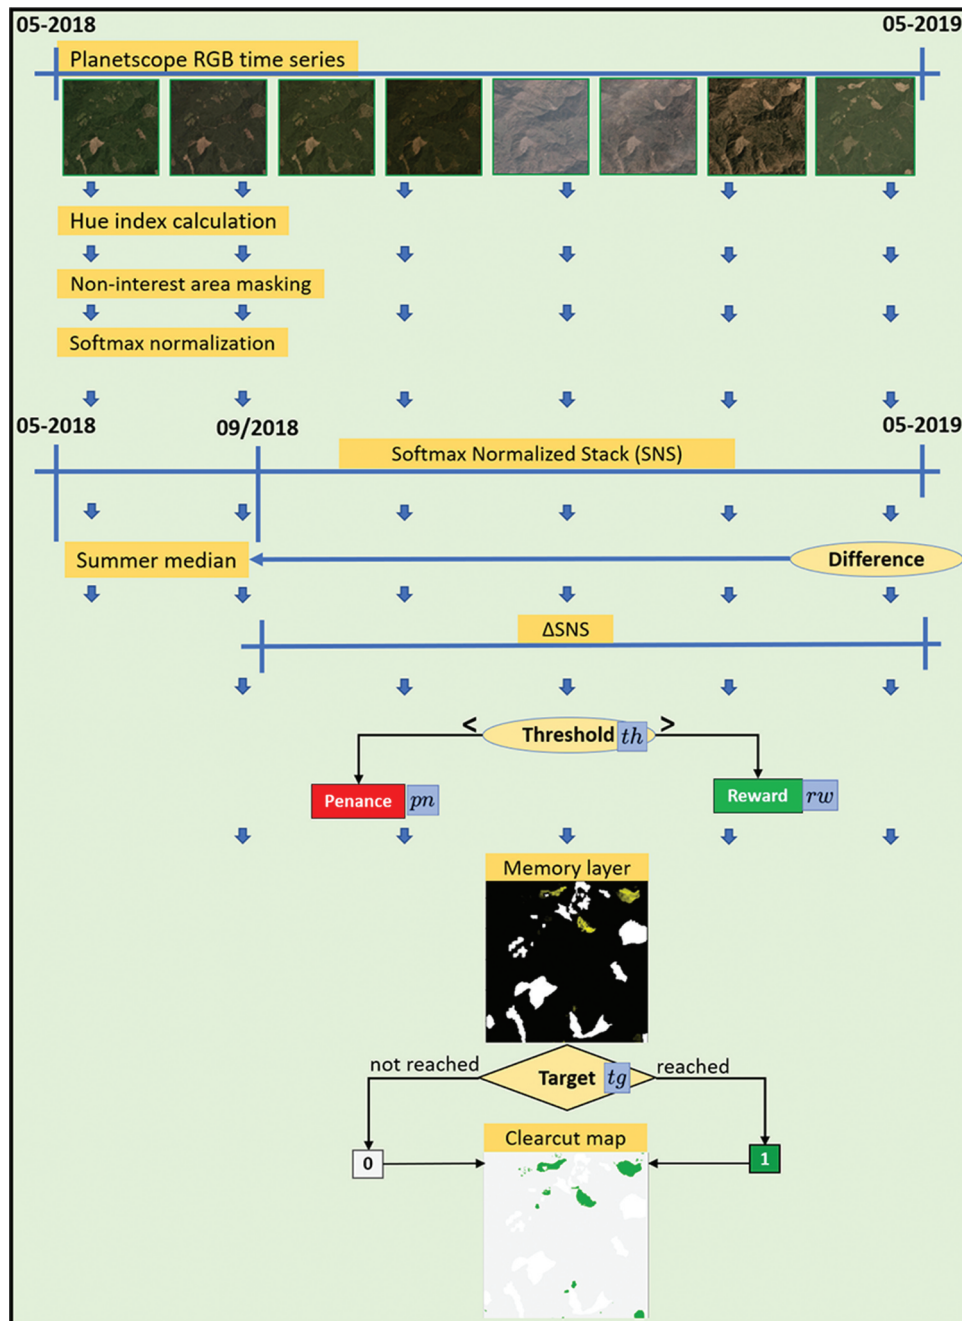 05-2018
05-2019
Planetscope RGB time series
Hue index calculation
Non-interest area masking
Softmax normalization
05-2018
09/2018
05-2019
Softmax Normalized Stack (SNS)
Summer median
Difference
ΔSNS
< Threshold th >
Penance pn
Reward rw
Memory layer
not reached
Target tg
reached
Clearcut map
0
1